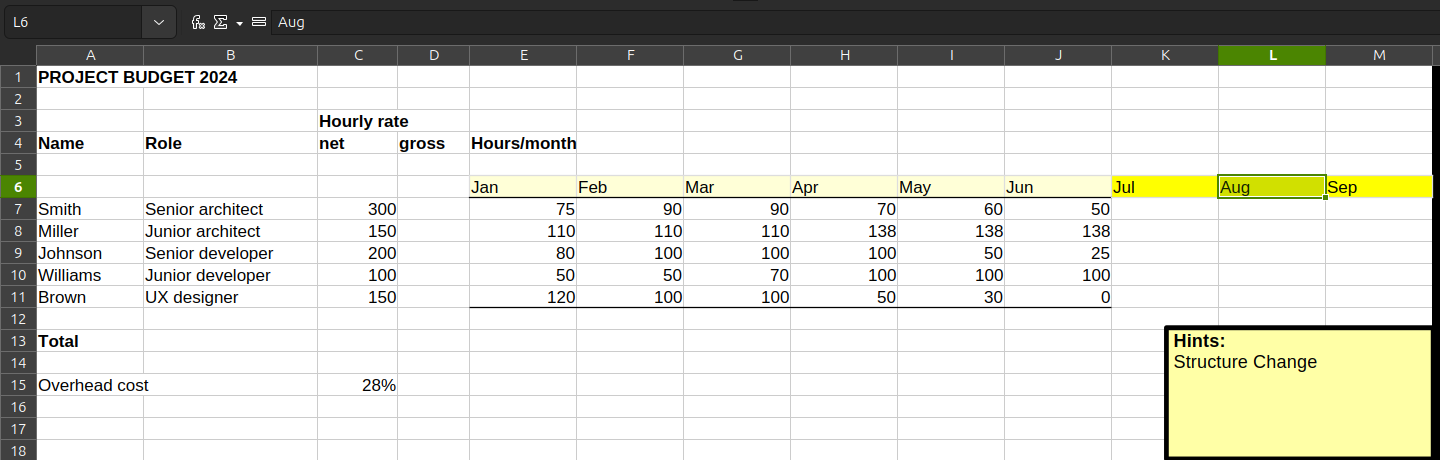 L6 Aug
A B C D E F G H I J K L M
1 PROJECT BUDGET 2024
2
3 Hourly rate
4 Name Role net gross Hours/month
5
6 Jan Feb Mar Apr May Jun Jul Aug Sep
7 Smith Senior architect 300 75 90 90 70 60 50
8 Miller Junior architect 150 110 110 110 138 138 138
9 Johnson Senior developer 200 80 100 100 100 50 25
10 Williams Junior developer 100 50 50 70 100 100 100
11 Brown UX designer 150 120 100 100 50 30 0
12
13 Total
Hints:
14
Structure Change
15 Overhead cost 28%
16
17
18